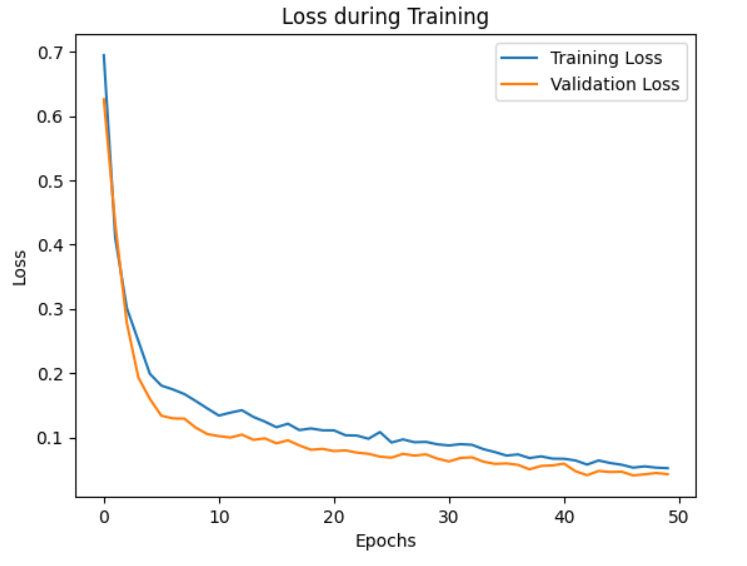 Loss during Training
Training Loss
Validation Loss
0.7
0.6
0.5
0.4
0.3
0.2
0.1
Loss
0 10 20 30 40 50
Epochs